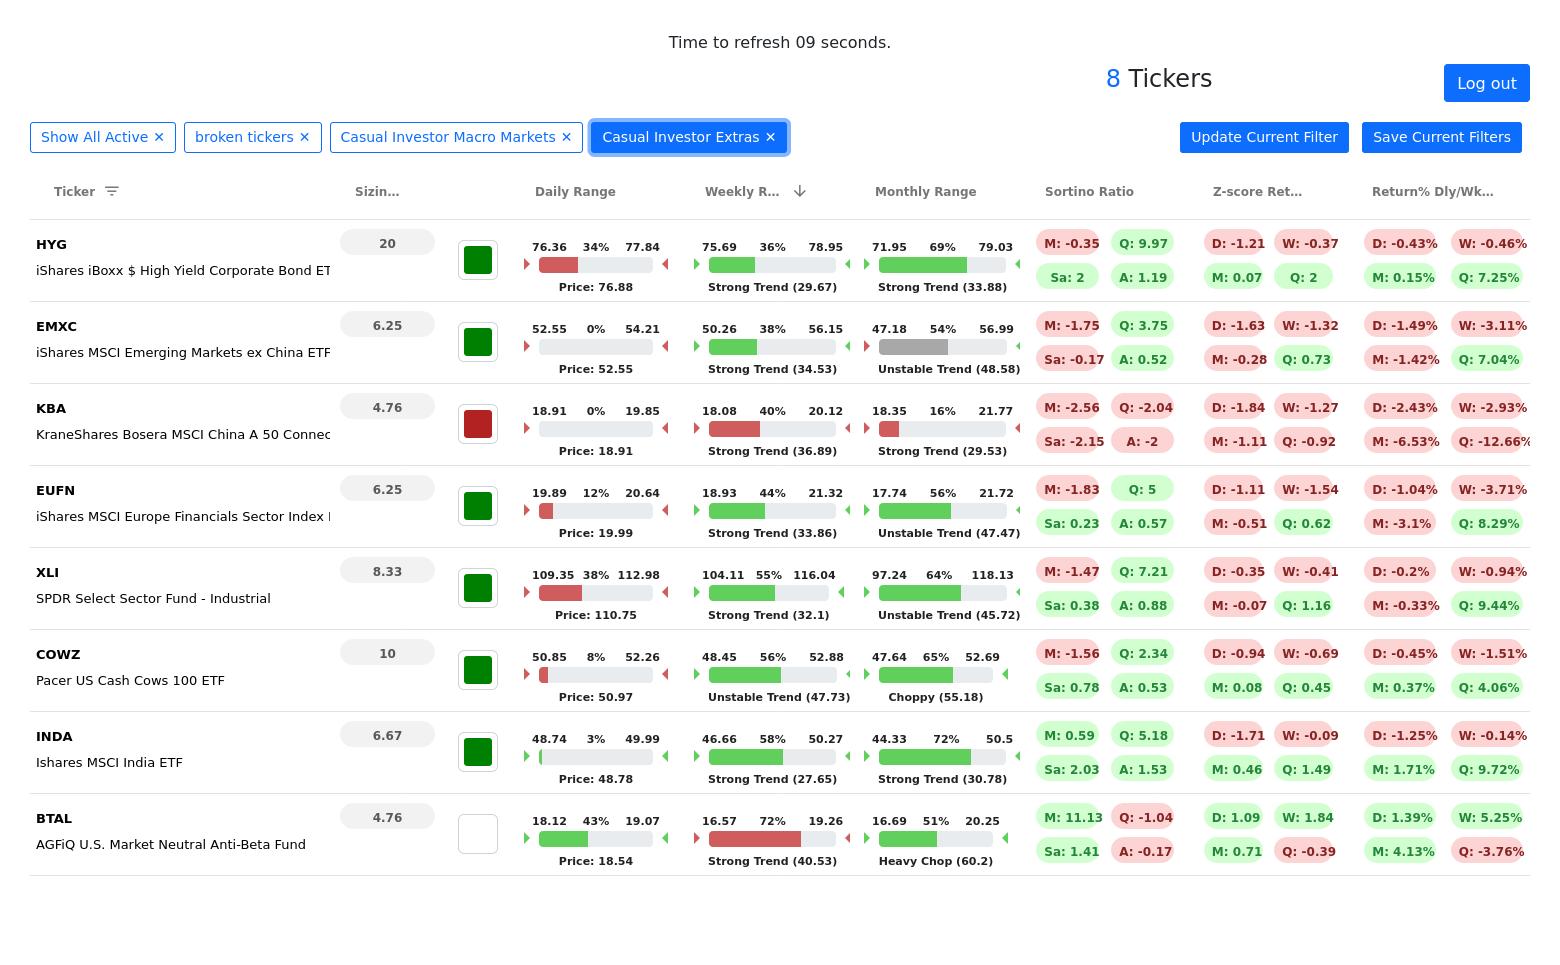 Time to refresh 09 seconds.
8 Tickers
Log out
Show All Active ✕ broken tickers ✕ Casual Investor Macro Markets ✕ Casual Investor Extras ✕ Update Current Filter Save Current Filters
Ticker Sizin… Daily Range Weekly R… Monthly Range Sortino Ratio Z-score Ret… Return% Dly/Wk…
HYG 20 76.36 34% 77.84 75.69 36% 78.95 71.95 69% 79.03 M: -0.35 Q: 9.97 D: -1.21 W: -0.37 D: -0.43% W: -0.46%
iShares iBoxx $ High Yield Corporate Bond ET Price: 76.88 Strong Trend (29.67) Strong Trend (33.88) Sa: 2 A: 1.19 M: 0.07 Q: 2 M: 0.15% Q: 7.25%
EMXC 6.25 52.55 0% 54.21 50.26 38% 56.15 47.18 54% 56.99 M: -1.75 Q: 3.75 D: -1.63 W: -1.32 D: -1.49% W: -3.11%
iShares MSCI Emerging Markets ex China ETF Price: 52.55 Strong Trend (34.53) Unstable Trend (48.58) Sa: -0.17 A: 0.52 M: -0.28 Q: 0.73 M: -1.42% Q: 7.04%
KBA 4.76 18.91 0% 19.85 18.08 40% 20.12 18.35 16% 21.77 M: -2.56 Q: -2.04 D: -1.84 W: -1.27 D: -2.43% W: -2.93%
KraneShares Bosera MSCI China A 50 Connec Price: 18.91 Strong Trend (36.89) Strong Trend (29.53) Sa: -2.15 A: -2 M: -1.11 Q: -0.92 M: -6.53% Q: -12.66%
EUFN 6.25 19.89 12% 20.64 18.93 44% 21.32 17.74 56% 21.72 M: -1.83 Q: 5 D: -1.11 W: -1.54 D: -1.04% W: -3.71%
iShares MSCI Europe Financials Sector Index Price: 19.99 Strong Trend (33.86) Unstable Trend (47.47) Sa: 0.23 A: 0.57 M: -0.51 Q: 0.62 M: -3.1% Q: 8.29%
XLI 8.33 109.35 38% 112.98 104.11 55% 116.04 97.24 64% 118.13 M: -1.47 Q: 7.21 D: -0.35 W: -0.41 D: -0.2% W: -0.94%
SPDR Select Sector Fund - Industrial Price: 110.75 Strong Trend (32.1) Unstable Trend (45.72) Sa: 0.38 A: 0.88 M: -0.07 Q: 1.16 M: -0.33% Q: 9.44%
COWZ 10 50.85 8% 52.26 48.45 56% 52.88 47.64 65% 52.69 M: -1.56 Q: 2.34 D: -0.94 W: -0.69 D: -0.45% W: -1.51%
Pacer US Cash Cows 100 ETF Price: 50.97 Unstable Trend (47.73) Choppy (55.18) Sa: 0.78 A: 0.53 M: 0.08 Q: 0.45 M: 0.37% Q: 4.06%
INDA 6.67 48.74 3% 49.99 46.66 58% 50.27 44.33 72% 50.5 M: 0.59 Q: 5.18 D: -1.71 W: -0.09 D: -1.25% W: -0.14%
Ishares MSCI India ETF Price: 48.78 Strong Trend (27.65) Strong Trend (30.78) Sa: 2.03 A: 1.53 M: 0.46 Q: 1.49 M: 1.71% Q: 9.72%
BTAL 4.76 18.12 43% 19.07 16.57 72% 19.26 16.69 51% 20.25 M: 11.13 Q: -1.04 D: 1.09 W: 1.84 D: 1.39% W: 5.25%
AGFiQ U.S. Market Neutral Anti-Beta Fund Price: 18.54 Strong Trend (40.53) Heavy Chop (60.2) Sa: 1.41 A: -0.17 M: 0.71 Q: -0.39 M: 4.13% Q: -3.76%